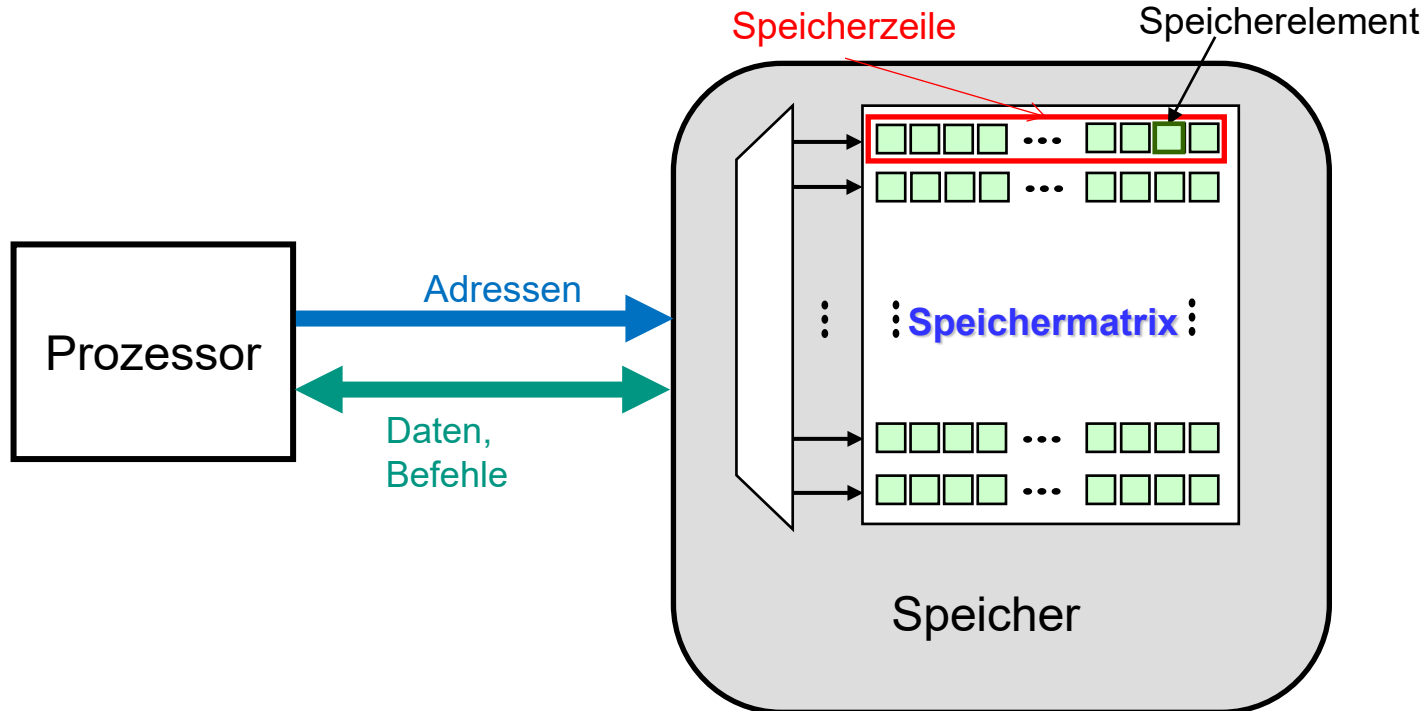 Speicherzeile
Speicherelement
Adressen
Prozessor
Speichermatrix
Daten,
Befehle
Speicher